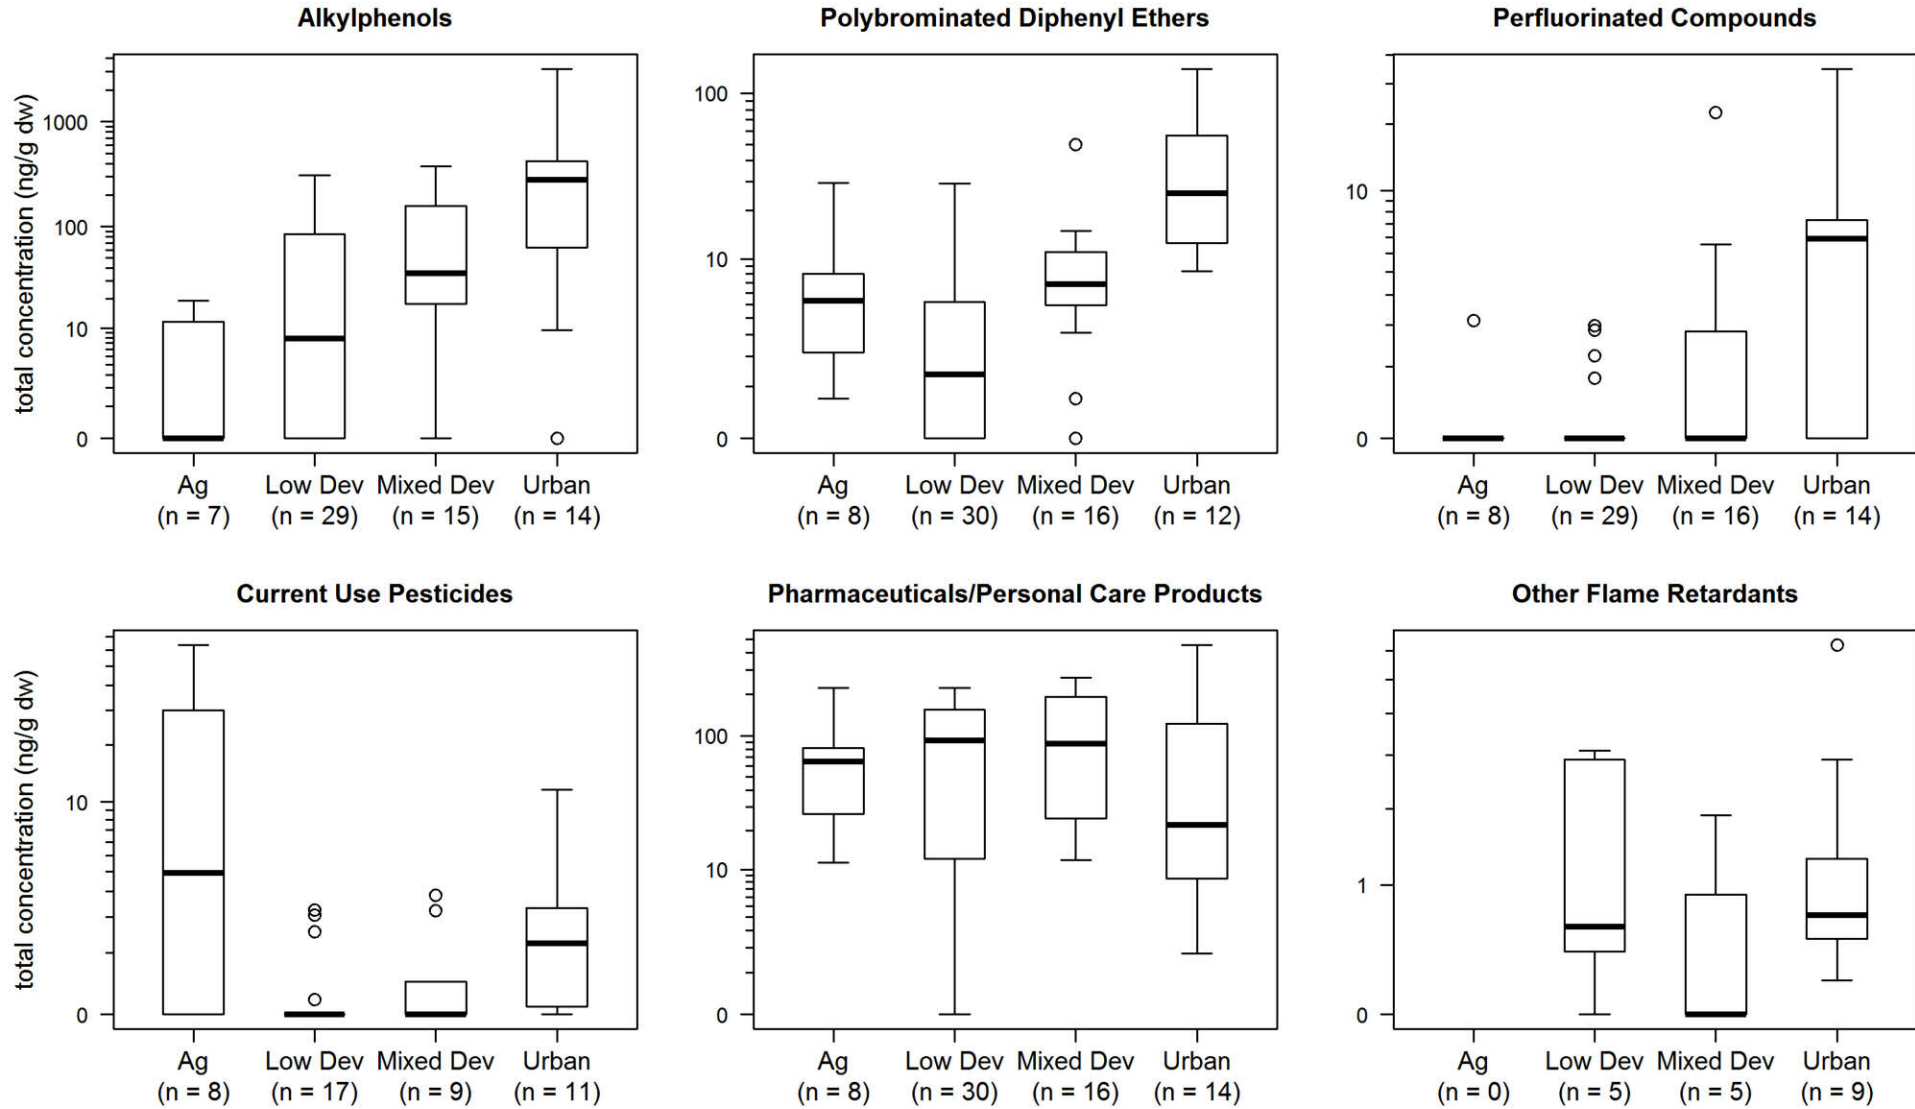 Alkylphenols
total concentration (ng/g dw)
1000
100
10
0
Ag Low Dev Mixed Dev Urban
(n = 7) (n = 29) (n = 15) (n = 14)
Polybrominated Diphenyl Ethers
100
10
0
Ag Low Dev Mixed Dev Urban
(n = 8) (n = 30) (n = 16) (n = 12)
Perfluorinated Compounds
10
0
Ag Low Dev Mixed Dev Urban
(n = 8) (n = 29) (n = 16) (n = 14)
Current Use Pesticides
total concentration (ng/g dw)
10
0
Ag Low Dev Mixed Dev Urban
(n = 8) (n = 17) (n = 9) (n = 11)
Pharmaceuticals/Personal Care Products
100
10
0
Ag Low Dev Mixed Dev Urban
(n = 8) (n = 30) (n = 16) (n = 14)
Other Flame Retardants
1
0
Ag Low Dev Mixed Dev Urban
(n = 0) (n = 5) (n = 5) (n = 9)